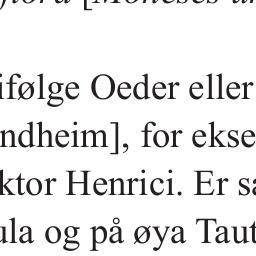 ifølge Oeder eller
ndheim], for ekse
ktor Henrici. Er sa
ula og på øya Taut